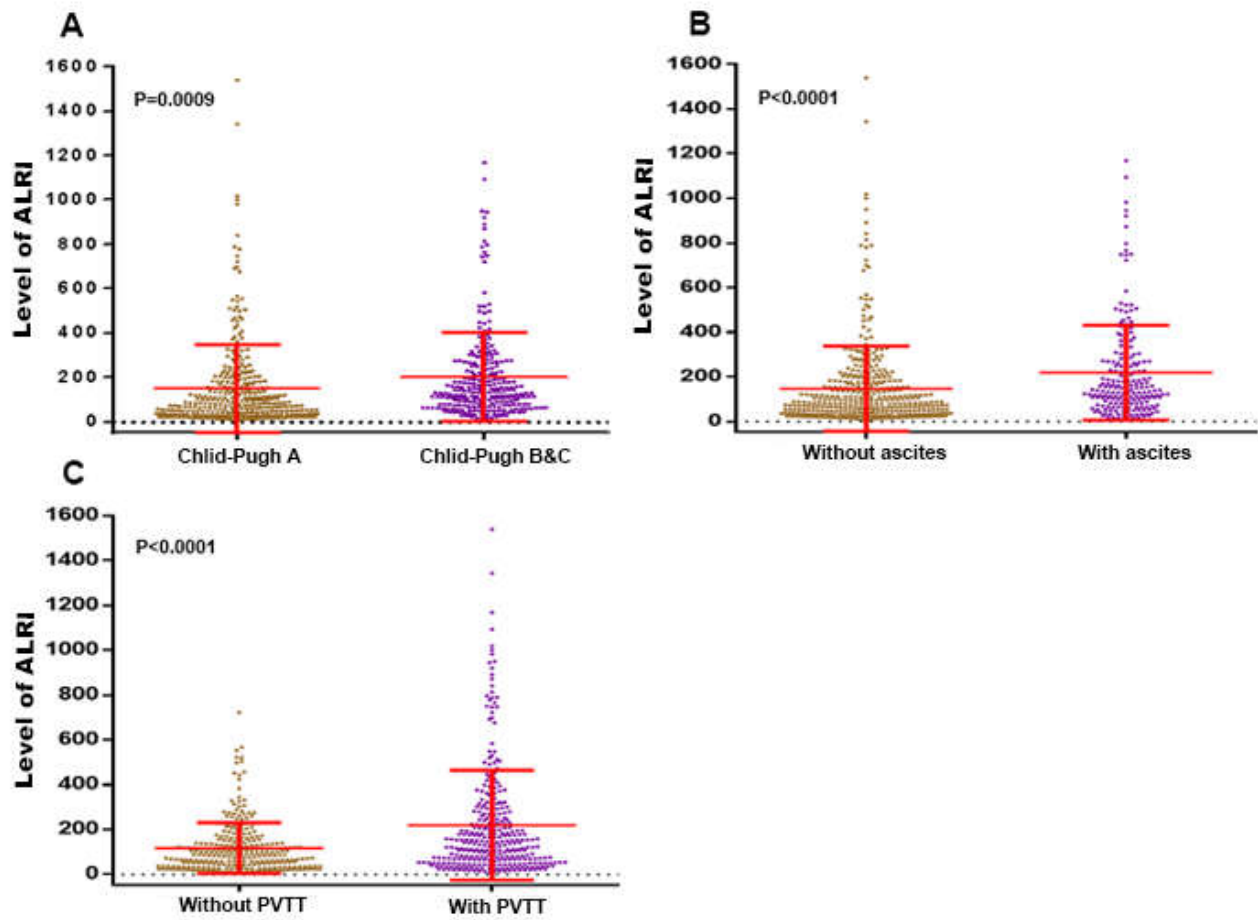 A
Level of ALRI
1600
1400
1200
1000
800
600
400
200
0
P=0.0009
Chlid-Pugh A
Chlid-Pugh B&C
B
Level of ALRI
1600
1400
1200
1000
800
600
400
200
0
P<0.0001
Without ascites
With ascites
C
Level of ALRI
1600
1400
1200
1000
800
600
400
200
0
P<0.0001
Without PVTT
With PVTT